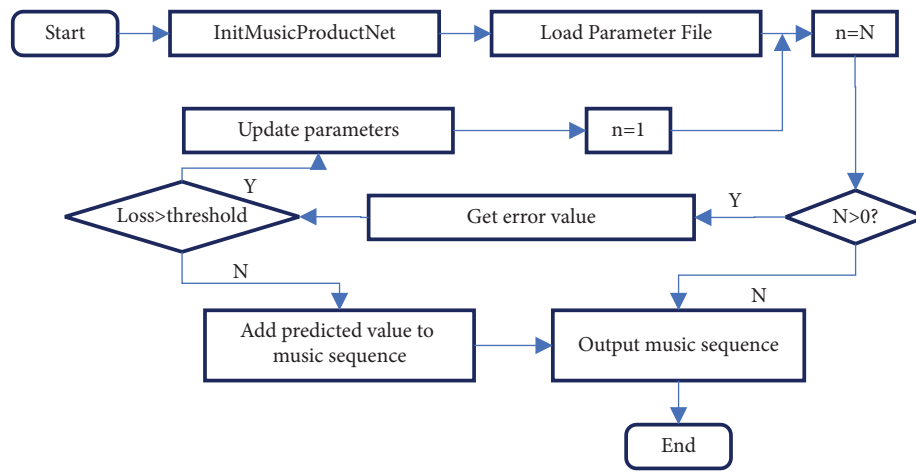 Start
InitMusicProductNet
Load Parameter File
n=N
Update parameters
n=1
Y
Loss>threshold
Get error value
Y
N>0?
N
N
Add predicted value to
music sequence
Output music sequence
End